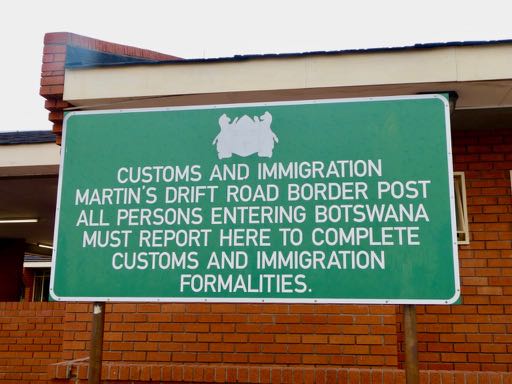 CUSTOMS AND IMMIGRATION
MARTIN'S DRIFT ROAD BORDER POST
ALL PERSONS ENTERING BOTSWANA
MUST REPORT HERE TO COMPLETE
CUSTOMS AND IMMIGRATION
FORMALITIES.